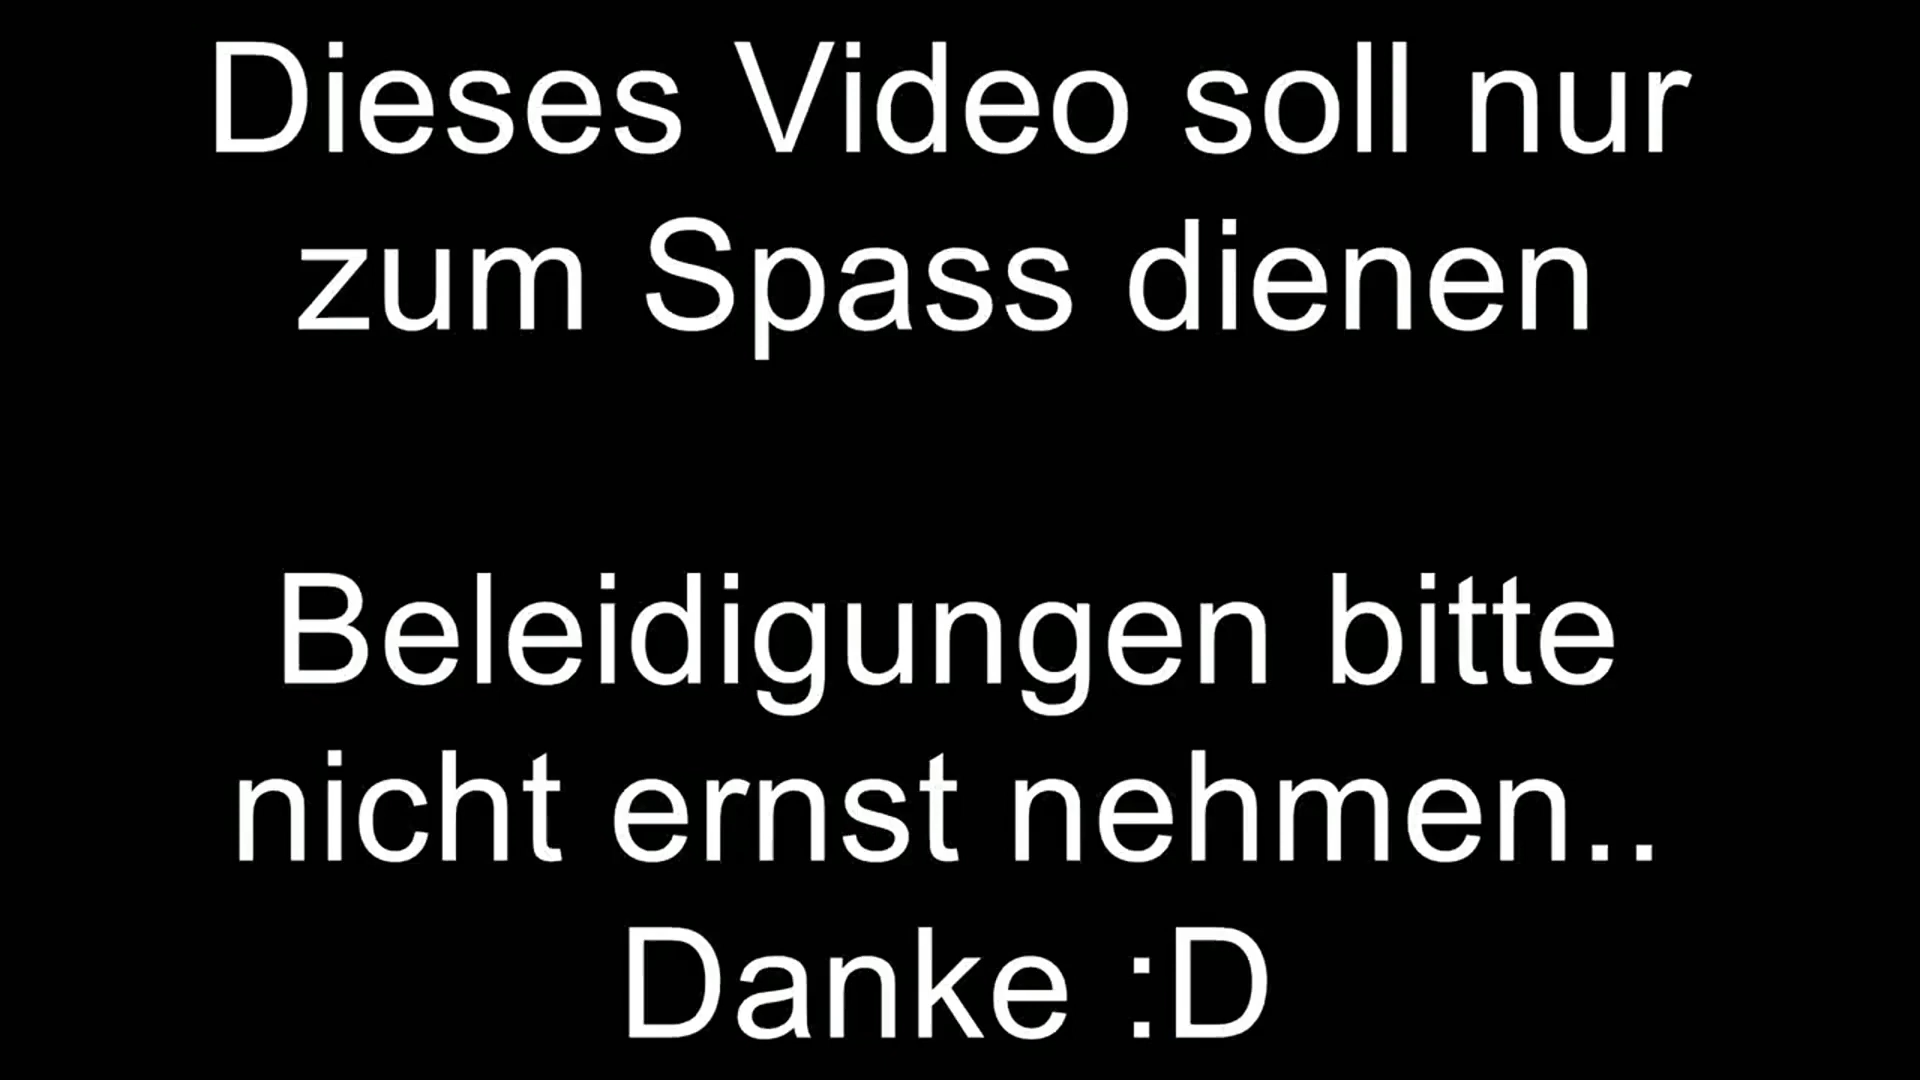 Dieses Video soll nur
zum Spass dienen
Beleidigungen bitte
nicht ernst nehmen..
Danke :D